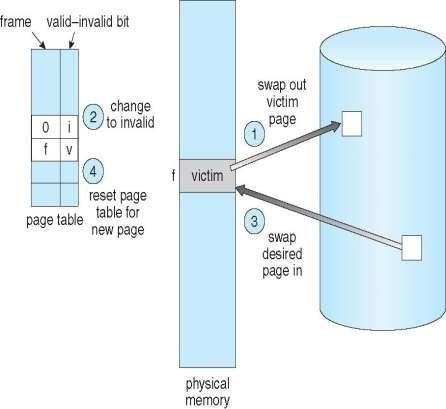 frame
valid–invalid bit
swap out
victim
page
1
2
change
to invalid
0 i
f v
4
reset page
table for
new page
page table
f
victim
3
swap
desired
page in
physical
memory